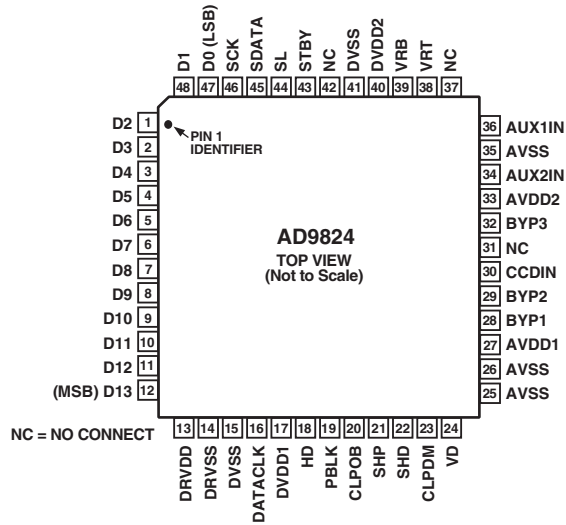 D1
D0 (LSB)
SCK
SDATA
SL
STBY
NC
DVSS
DVDD2
VRB
VRT
NC
48 47 46 45 44 43 42 41 40 39 38 37
D2 1
D3 2
D4 3
D5 4
D6 5
D7 6
D8 7
D9 8
D10 9
D11 10
D12 11
(MSB) D13 12
PIN 1
IDENTIFIER
AD9824
TOP VIEW
(Not to Scale)
36 AUX1IN
35 AVSS
34 AUX2IN
33 AVDD2
32 BYP3
31 NC
30 CCDIN
29 BYP2
28 BYP1
27 AVDD1
26 AVSS
25 AVSS
NC = NO CONNECT
13 14 15 16 17 18 19 20 21 22 23 24
DRVDD
DRVSS
DVSS
DATACLK
DVDD1
HD
PBLK
CLPOB
SHP
SHD
CLPDM
VD